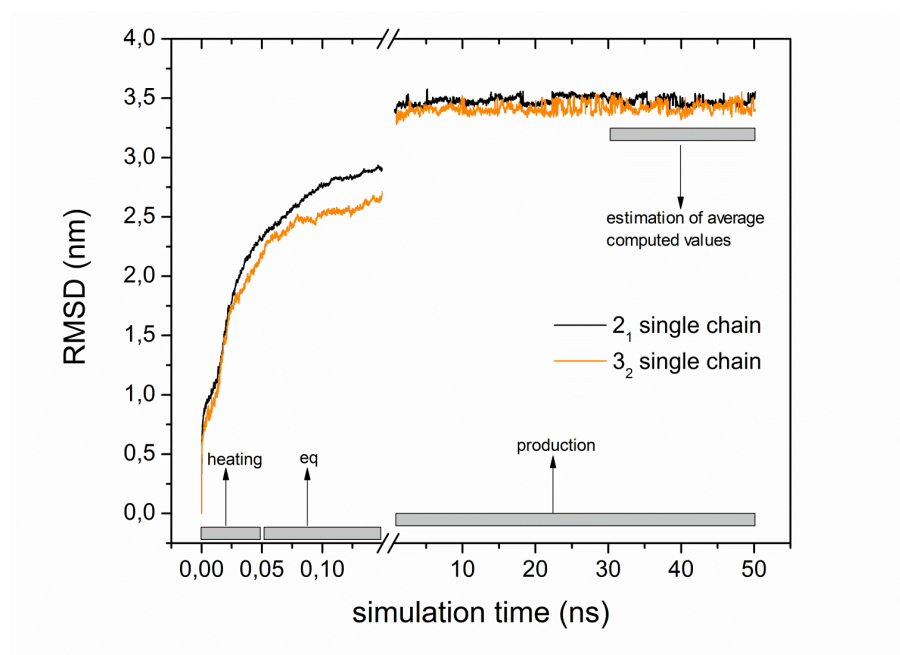 4,0
3,5
3,0
2,5
2,0
1,5
1,0
0,5
0,0
RMSD (nm)
estimation of average
computed values
2₁ single chain
3₂ single chain
heating
eq
production
0,00 0,05 0,10 10 20 30 40 50
simulation time (ns)